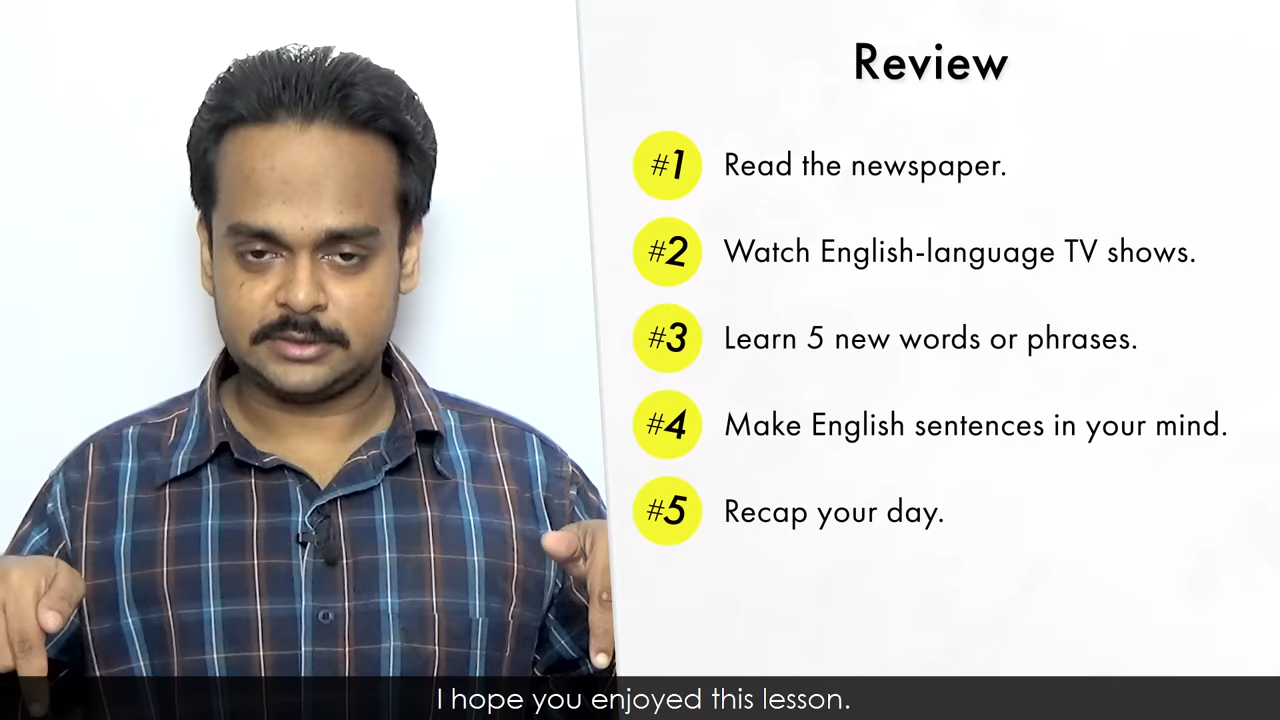 Review
#1 Read the newspaper.
#2 Watch English-language TV shows.
#3 Learn 5 new words or phrases.
#4 Make English sentences in your mind.
#5 Recap your day.
I hope you enjoyed this lesson.